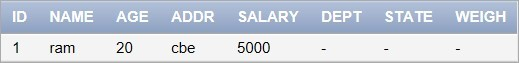 ID NAME AGE ADDR SALARY DEPT STATE WEIGH
1 ram 20 cbe 5000 - - -